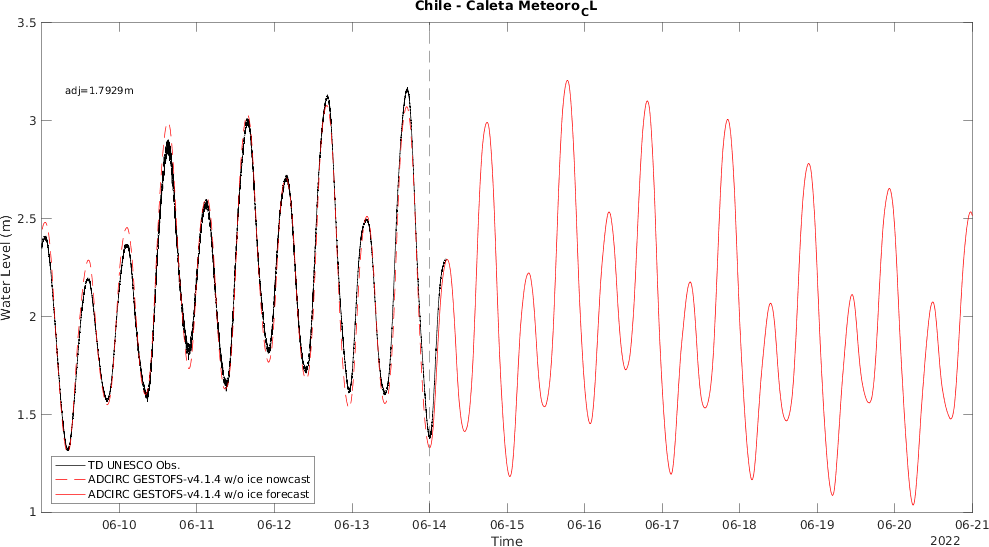 Chile - Caleta Meteoro_CL
adj=1.7929m
Water Level (m)
3.5
3
2.5
2
1.5
1
TD UNESCO Obs.
ADCIRC GESTOFS-v4.1.4 w/o ice nowcast
ADCIRC GESTOFS-v4.1.4 w/o ice forecast
06-10 06-11 06-12 06-13 06-14 06-15 06-16 06-17 06-18 06-19 06-20 06-21
Time
2022